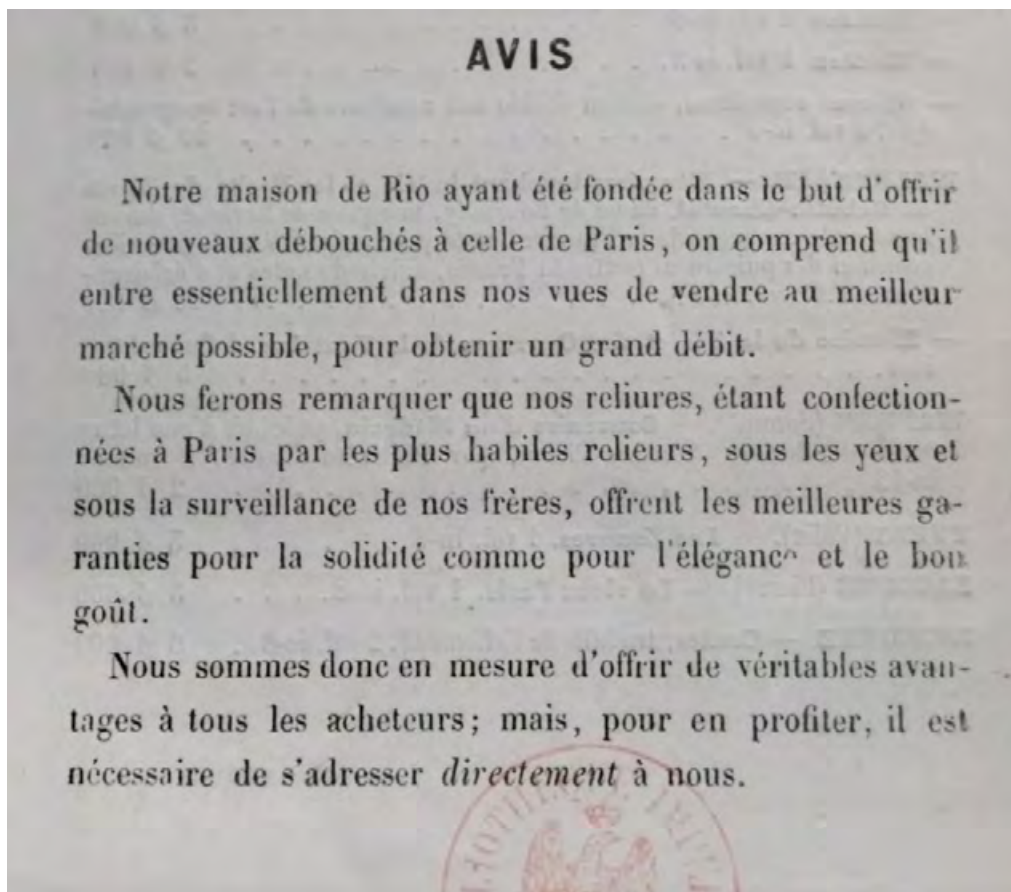 AVIS
Notre maison de Rio ayant été fondée dans le but d'offrir
de nouveaux débouchés à celle de Paris, on comprend qu'il
entre essentiellement dans nos vues de vendre au meilleur
marché possible, pour obtenir un grand débit.
Nous ferons remarquer que nos reliures, étant confection-
nées à Paris par les plus habiles relieurs, sous les yeux et
sous la surveillance de nos frères, offrent les meilleures ga-
ranties pour la solidité comme pour l'élégance et le bon
goût.
Nous sommes donc en mesure d'offrir de véritables avan-
tages à tous les acheteurs; mais, pour en profiter, il est
nécessaire de s'adresser directement à nous.